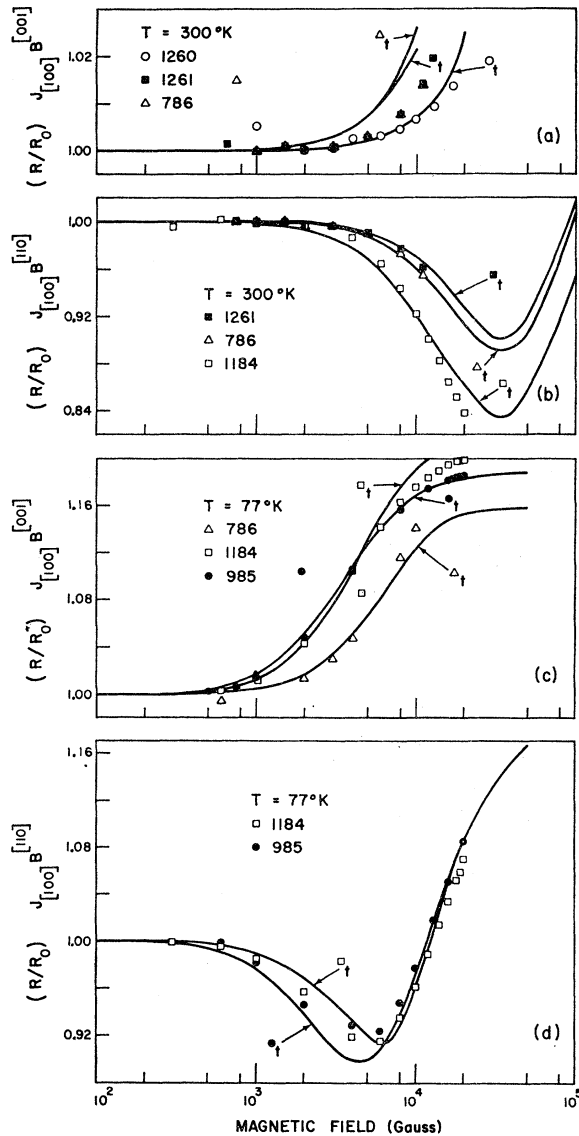 (R/R₀) J[100]B[001]
1.02
1.01
1.00
T = 300°K
1260
1261
786
t
t
t
(a)
(R/R₀) J[100]B[110]
1.00
0.92
0.84
T = 300°K
1261
786
1184
t
t
t
(b)
(R/R₀) J[100]B[001]
1.16
1.08
1.00
T = 77°K
786
1184
985
t
t
t
(c)
(R/R₀) J[100]B[110]
1.16
1.08
1.00
0.92
T = 77°K
1184
985
t
t
(d)
10² 10³ 10⁴ 10⁵
MAGNETIC FIELD (Gauss)